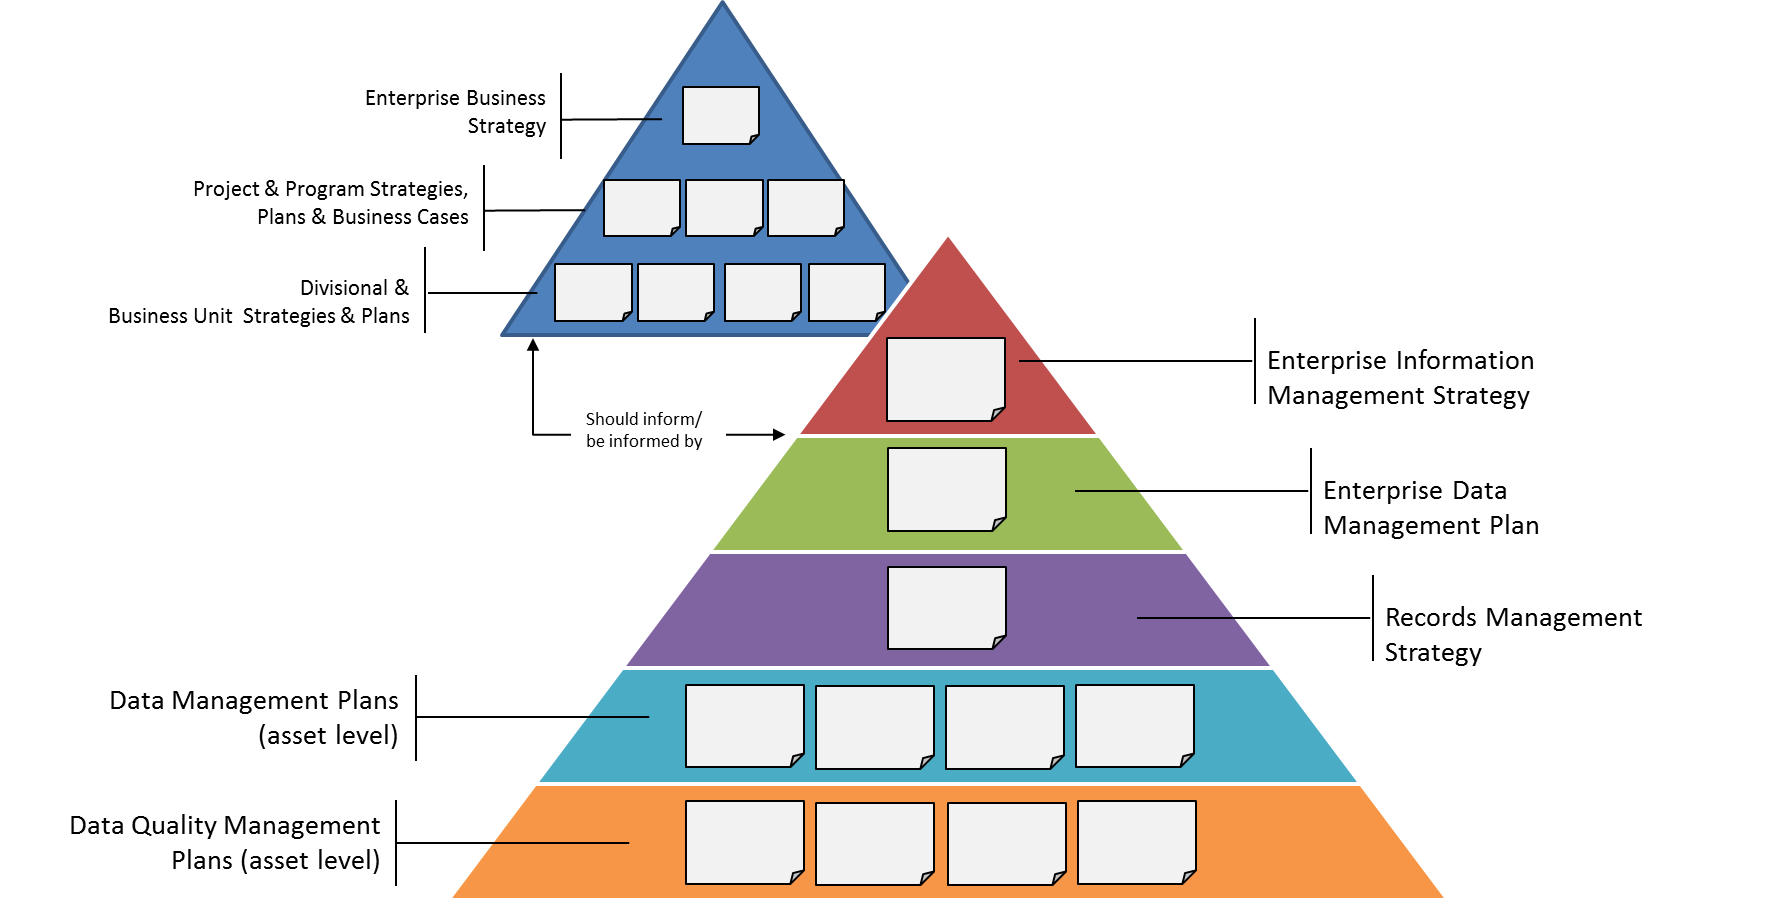 Enterprise Business
Strategy
Project & Program Strategies,
Plans & Business Cases
Divisional &
Business Unit Strategies & Plans
Should inform/
be informed by
Enterprise Information
Management Strategy
Enterprise Data
Management Plan
Records Management
Strategy
Data Management Plans
(asset level)
Data Quality Management
Plans (asset level)